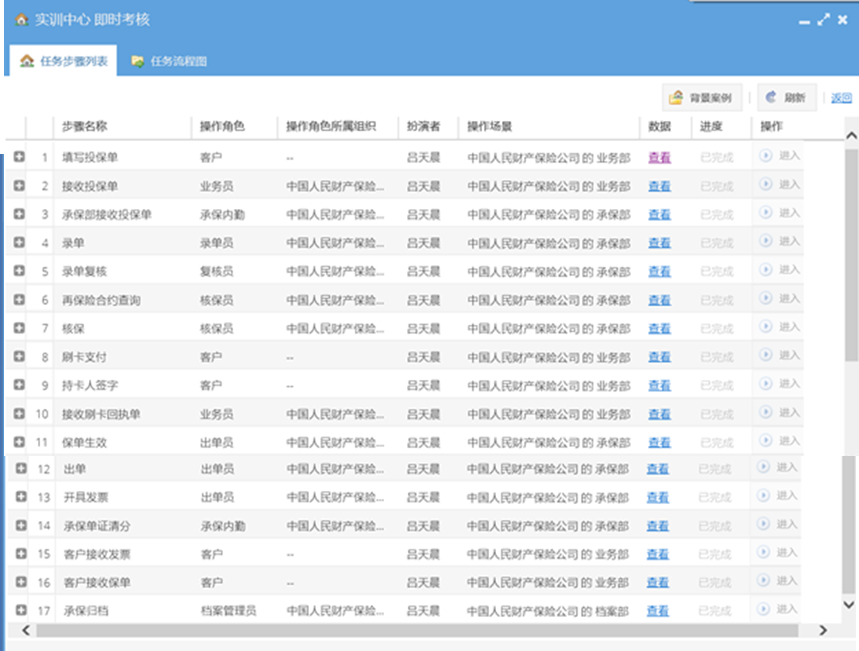 实训中心 即时考核
任务步骤列表 任务流程图
背景案例 刷新 返回
步骤名称 操作角色 操作角色所属组织 扮演者 操作场景 数据 进度 操作
1 填写投保单 客户 -- 吕天晨 中国人民财产保险公司 的 业务部 查看 已完成 进入
2 接收投保单 业务员 中国人民财产保险... 吕天晨 中国人民财产保险公司 的 业务部 查看 已完成 进入
3 承保部接收投保单 承保内勤 中国人民财产保险... 吕天晨 中国人民财产保险公司 的 承保部 查看 已完成 进入
4 录单 录单员 中国人民财产保险... 吕天晨 中国人民财产保险公司 的 承保部 查看 已完成 进入
5 录单复核 复核员 中国人民财产保险... 吕天晨 中国人民财产保险公司 的 承保部 查看 已完成 进入
6 再保险合约查询 核保员 中国人民财产保险... 吕天晨 中国人民财产保险公司 的 承保部 查看 已完成 进入
7 核保 核保员 中国人民财产保险... 吕天晨 中国人民财产保险公司 的 承保部 查看 已完成 进入
8 刷卡支付 客户 -- 吕天晨 中国人民财产保险公司 的 业务部 查看 已完成 进入
9 持卡人签字 客户 -- 吕天晨 中国人民财产保险公司 的 业务部 查看 已完成 进入
10 接收刷卡回执单 业务员 中国人民财产保险... 吕天晨 中国人民财产保险公司 的 业务部 查看 已完成 进入
11 保单生效 出单员 中国人民财产保险... 吕天晨 中国人民财产保险公司 的 承保部 查看 已完成 进入
12 出单 出单员 中国人民财产保险... 吕天晨 中国人民财产保险公司 的 承保部 查看 已完成 进入
13 开具发票 出单员 中国人民财产保险... 吕天晨 中国人民财产保险公司 的 承保部 查看 已完成 进入
14 承保单证清分 承保内勤 中国人民财产保险... 吕天晨 中国人民财产保险公司 的 承保部 查看 已完成 进入
15 客户接收发票 客户 -- 吕天晨 中国人民财产保险公司 的 业务部 查看 已完成 进入
16 客户接收保单 客户 -- 吕天晨 中国人民财产保险公司 的 业务部 查看 已完成 进入
17 承保归档 档案管理员 中国人民财产保险... 吕天晨 中国人民财产保险公司 的 档案部 查看 已完成 进入